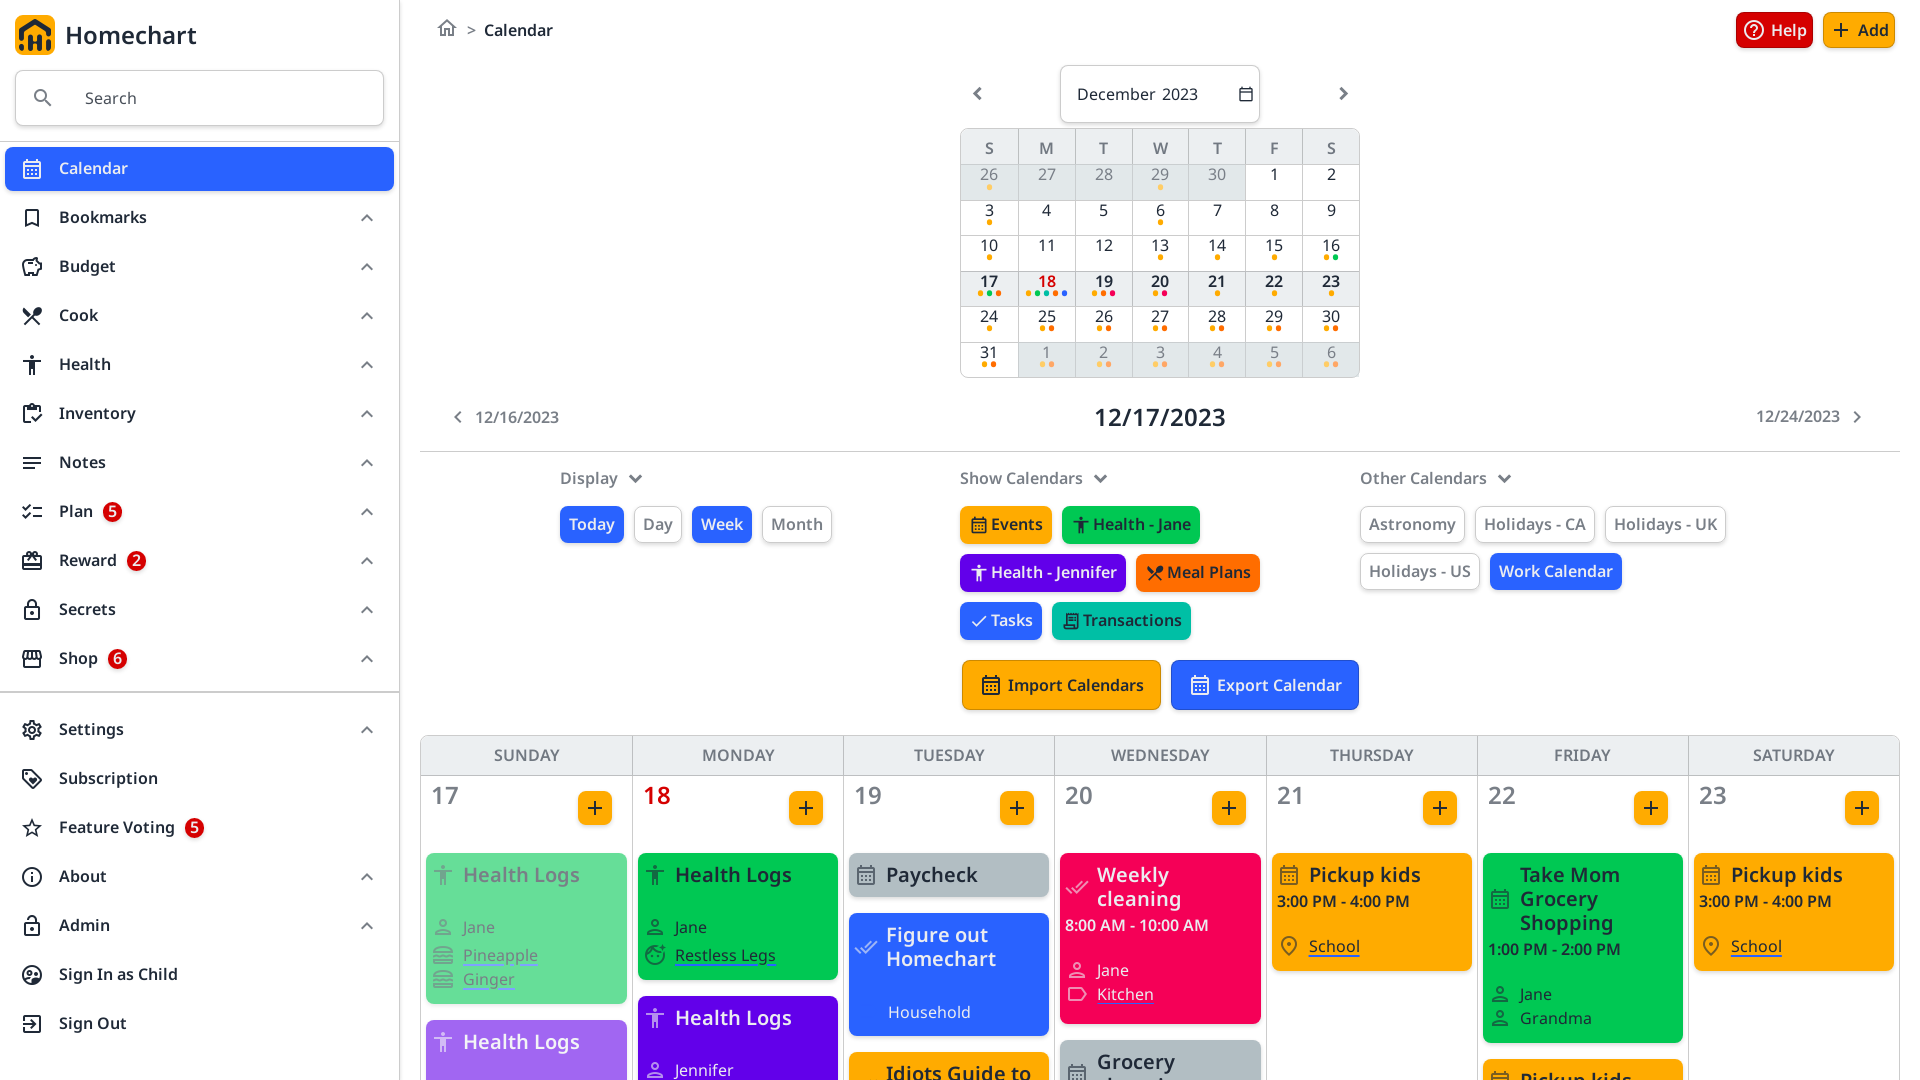 Homechart
Search
Calendar
Bookmarks
Budget
Cook
Health
Inventory
Notes
Plan 5
Reward 2
Secrets
Shop 6
Settings
Subscription
Feature Voting 5
About
Admin
Sign In as Child
Sign Out
> Calendar
Help
Add
December 2023
S M T W T F S
26 27 28 29 30 1 2
3 4 5 6 7 8 9
10 11 12 13 14 15 16
17 18 19 20 21 22 23
24 25 26 27 28 29 30
31 1 2 3 4 5 6
12/16/2023
12/17/2023
12/24/2023
Display
Today Day Week Month
Show Calendars
Events Health - Jane
Health - Jennifer Meal Plans
Tasks Transactions
Other Calendars
Astronomy Holidays - CA Holidays - UK
Holidays - US Work Calendar
Import Calendars Export Calendar
SUNDAY MONDAY TUESDAY WEDNESDAY THURSDAY FRIDAY SATURDAY
17
Health Logs
Jane
Pineapple
Ginger
Health Logs
18
Health Logs
Jane
Restless Legs
Health Logs
Jennifer
19
Paycheck
Figure out
Homechart
Household
Idiots Guide to
20
Weekly
cleaning
8:00 AM - 10:00 AM
Jane
Kitchen
Grocery
21
Pickup kids
3:00 PM - 4:00 PM
School
22
Take Mom
Grocery
Shopping
1:00 PM - 2:00 PM
Jane
Grandma
Pickup kids
23
Pickup kids
3:00 PM - 4:00 PM
School